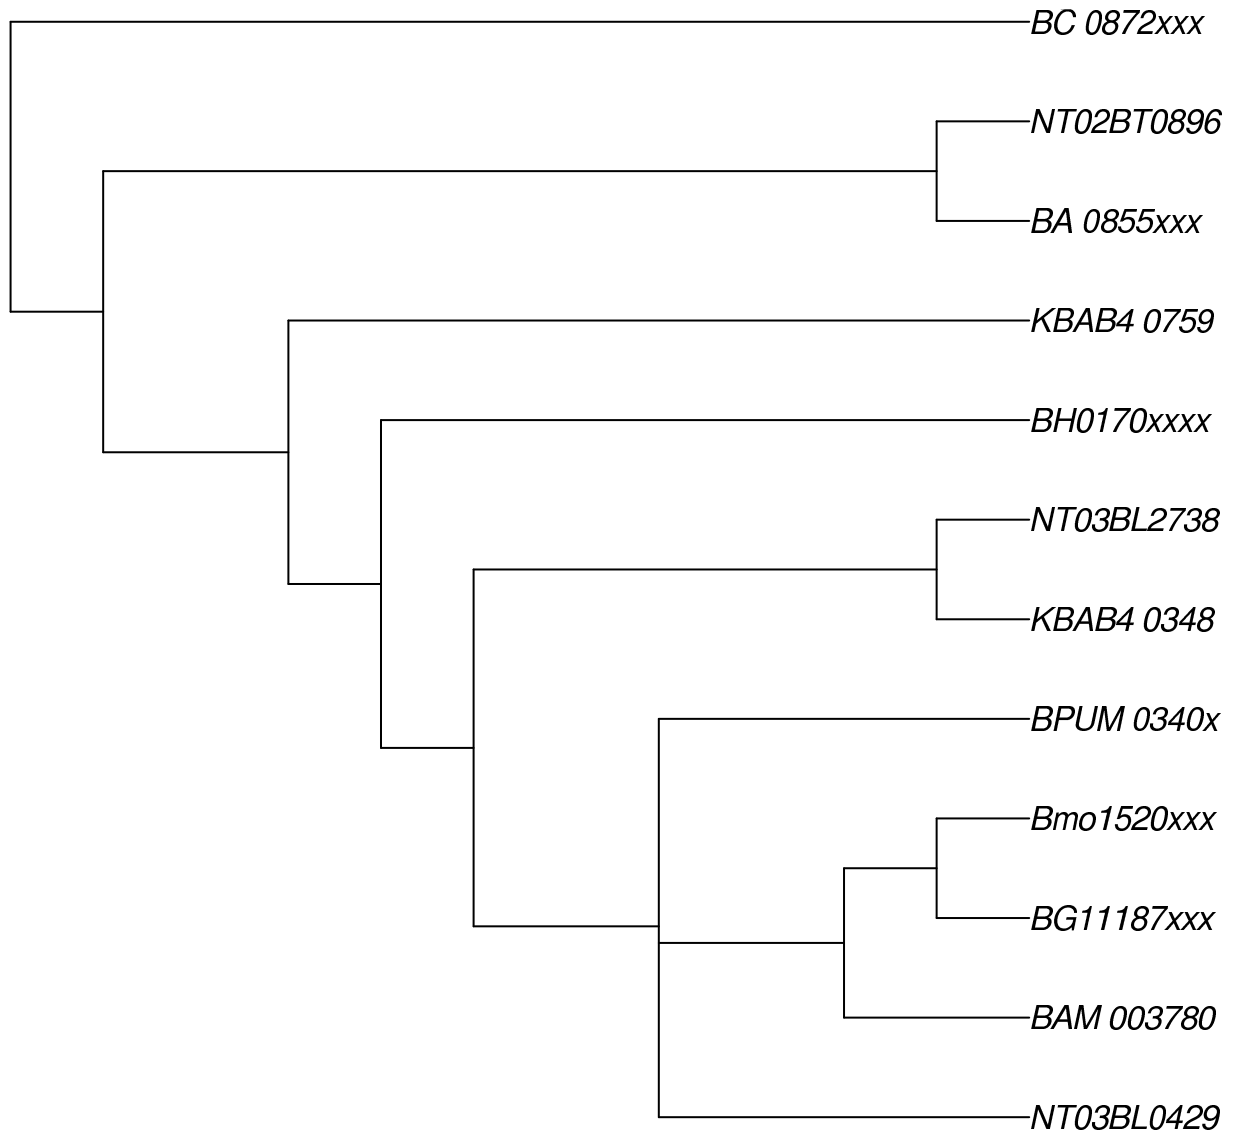 BC 0872xxx
NT02BT0896
BA 0855xxx
KBAB4 0759
BH0170xxxx
NT03BL2738
KBAB4 0348
BPUM 0340x
Bmo1520xxx
BG11187xxx
BAM 003780
NT03BL0429